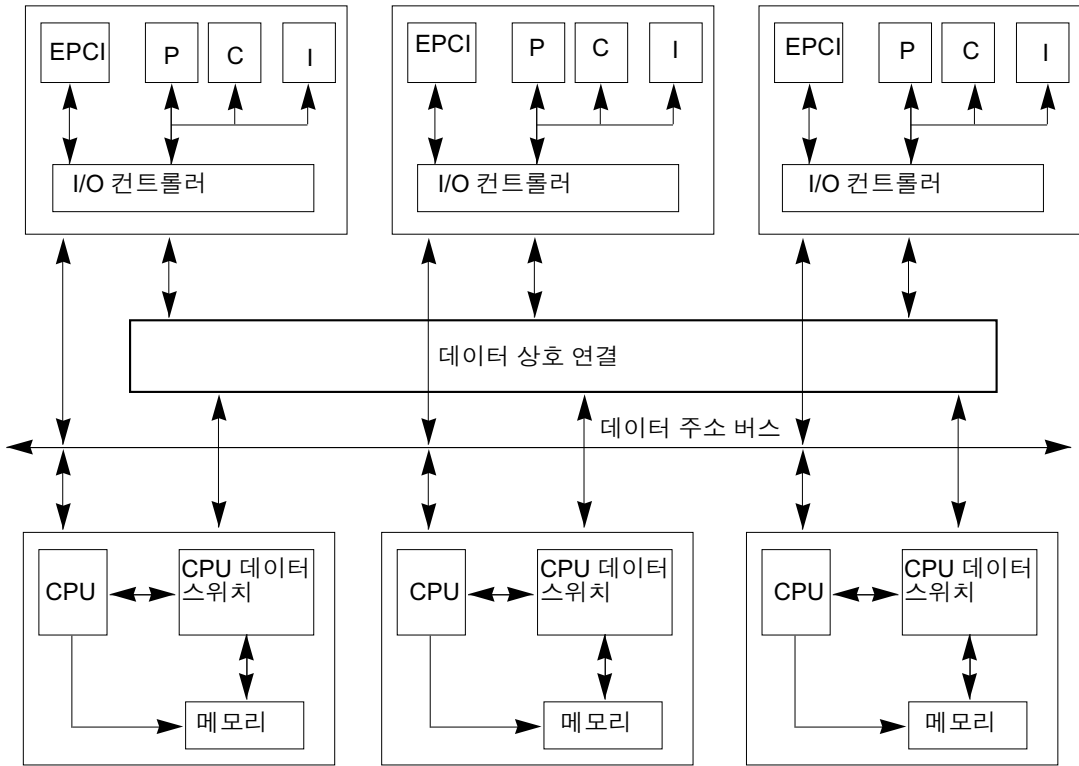 EPCI P C I
I/O 컨트롤러
EPCI P C I
I/O 컨트롤러
EPCI P C I
I/O 컨트롤러
데이터 상호 연결
데이터 주소 버스
CPU
CPU 데이터
스위치
메모리
CPU
CPU 데이터
스위치
메모리
CPU
CPU 데이터
스위치
메모리